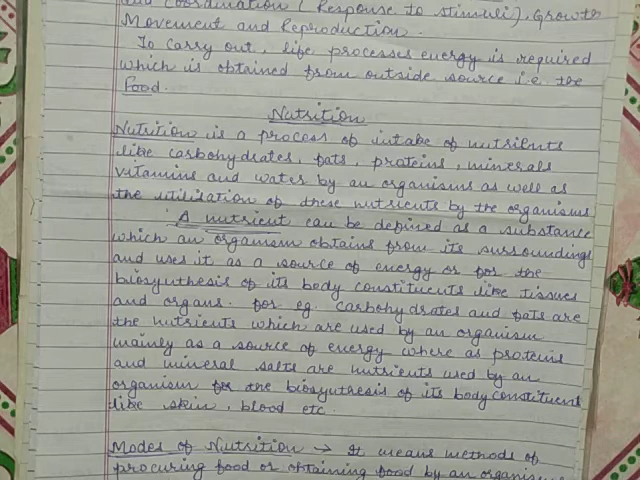 and Coordination (Response to stimuli), Growth
Movement and Reproduction.
To carry out, life processes energy is required
which is obtained from outside source i.e. the
Food.
Nutrition
Nutrition is a process of intake of nutrients
like carbohydrates, fats, proteins, minerals
vitamins and water by an organisms as well as
the utilisation of these nutrients by the organisms
A nutrient can be defined as a substance
which an organism obtains from its surroundings
and uses it as a source of energy or for the
biosynthesis of its body constituents like tissues
and organs. for eg. carbohydrates and fats are
the nutrients which are used by an organism
mainly as a source of energy where as proteins
and mineral salts are nutrients used by an
organism for the biosynthesis of its body constituents
like skin, blood etc.
Modes of Nutrition → It means methods of
procuring food or obtaining food by an organism